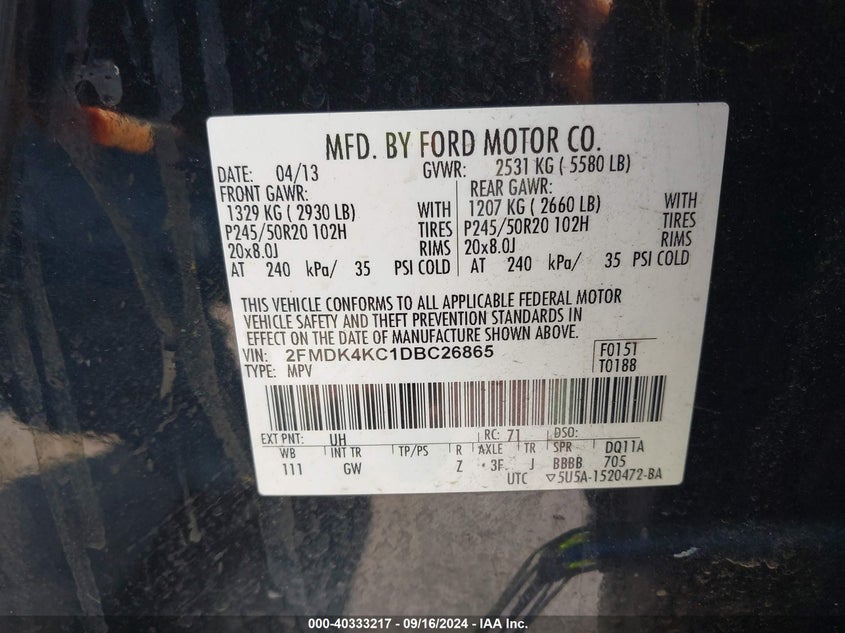 MFD. BY FORD MOTOR CO.
DATE: 04/13 GVWR: 2531 KG ( 5580 LB)
FRONT GAWR: REAR GAWR:
1329 KG ( 2930 LB) WITH 1207 KG ( 2660 LB) WITH
P245/50R20 102H TIRES P245/50R20 102H TIRES
20x8.0J RIMS 20x8.0J RIMS
AT 240 kPa/ 35 PSI COLD AT 240 kPa/ 35 PSI COLD
THIS VEHICLE CONFORMS TO ALL APPLICABLE FEDERAL MOTOR
VEHICLE SAFETY AND THEFT PREVENTION STANDARDS IN
EFFECT ON THE DATE OF MANUFACTURE SHOWN ABOVE.
VIN: 2FMDK4KC1DBC26865 F0151
TYPE: MPV T0188
EXT PNT: UH RC: 71 DSO:
WB INT TR TP/PS R AXLE TR SPR DQ11A
111 GW Z 3F J BBBB 705
UTC ▽5U5A-1520472-BA
000-40333217 - 09/16/2024 - IAA Inc.